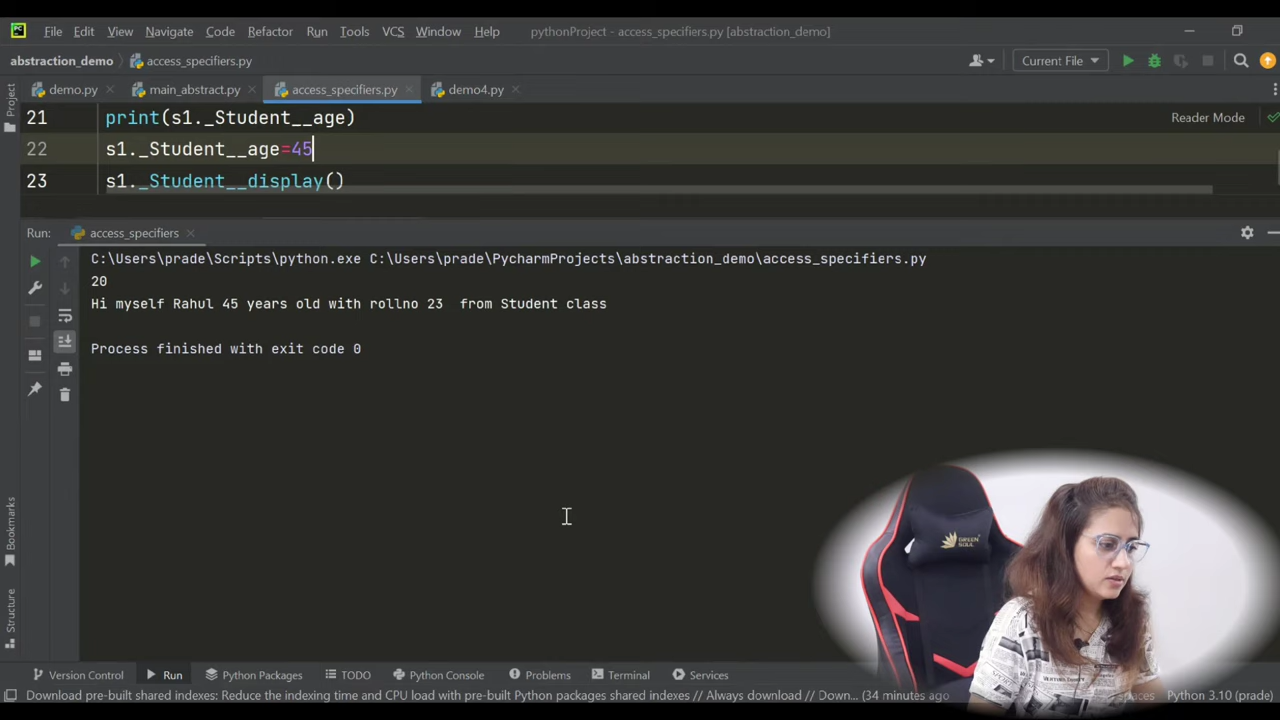 File Edit View Navigate Code Refactor Run Tools VCS Window Help pythonProject - access_specifiers.py [abstraction_demo]
abstraction_demo access_specifiers.py Current File
demo.py main_abstract.py access_specifiers.py demo4.py
21 print(s1._Student__age) Reader Mode
22 s1._Student__age=45
23 s1._Student__display()
Run: access_specifiers
C:\Users\prade\Scripts\python.exe C:\Users\prade\PycharmProjects\abstraction_demo\access_specifiers.py
20
Hi myself Rahul 45 years old with rollno 23  from Student class
Process finished with exit code 0
Project
Bookmarks
Structure
GREEN SOUL
Version Control Run Python Packages TODO Python Console Problems Terminal Services
Download pre-built shared indexes: Reduce the indexing time and CPU load with pre-built Python packages shared indexes // Always download // Down... (34 minutes ago Python 3.10 (prade)